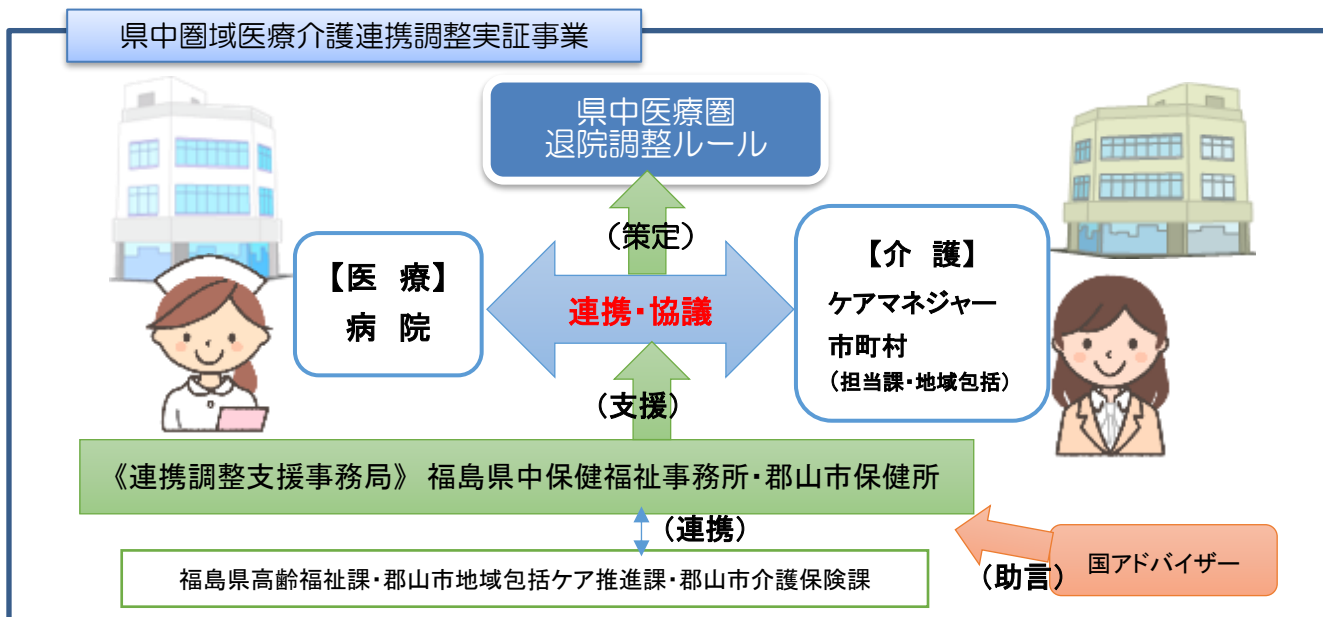 県中圏域医療介護連携調整実証事業
県中医療圏
退院調整ルール
（策定）
【医　療】
病　院
連携・協議
【介　護】
ケアマネジャー
市町村
（担当課・地域包括）
（支援）
《連携調整支援事務局》 福島県中保健福祉事務所・郡山市保健所
（連携）
福島県高齢福祉課・郡山市地域包括ケア推進課・郡山市介護保険課
（助言）
国アドバイザー